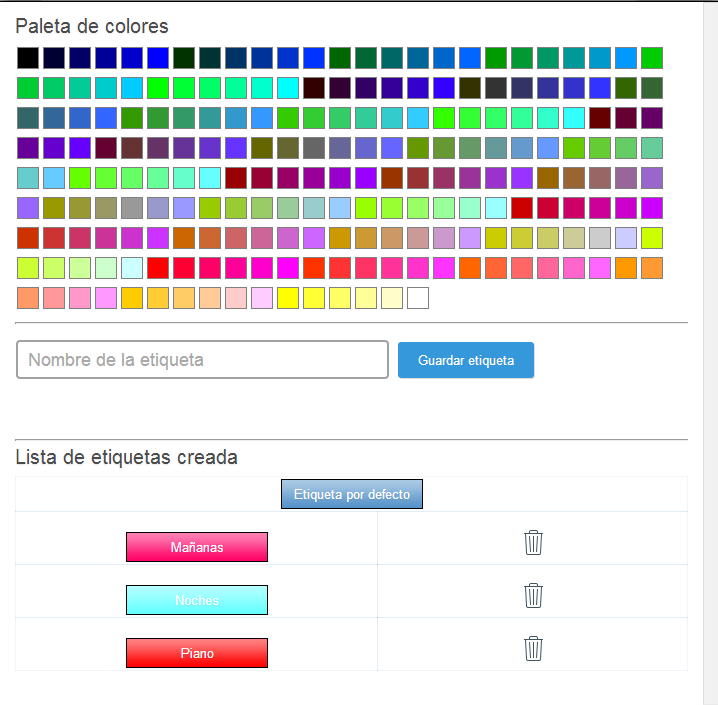 Paleta de colores
Nombre de la etiqueta
Guardar etiqueta
Lista de etiquetas creada
Etiqueta por defecto
Mañanas
Noches
Piano